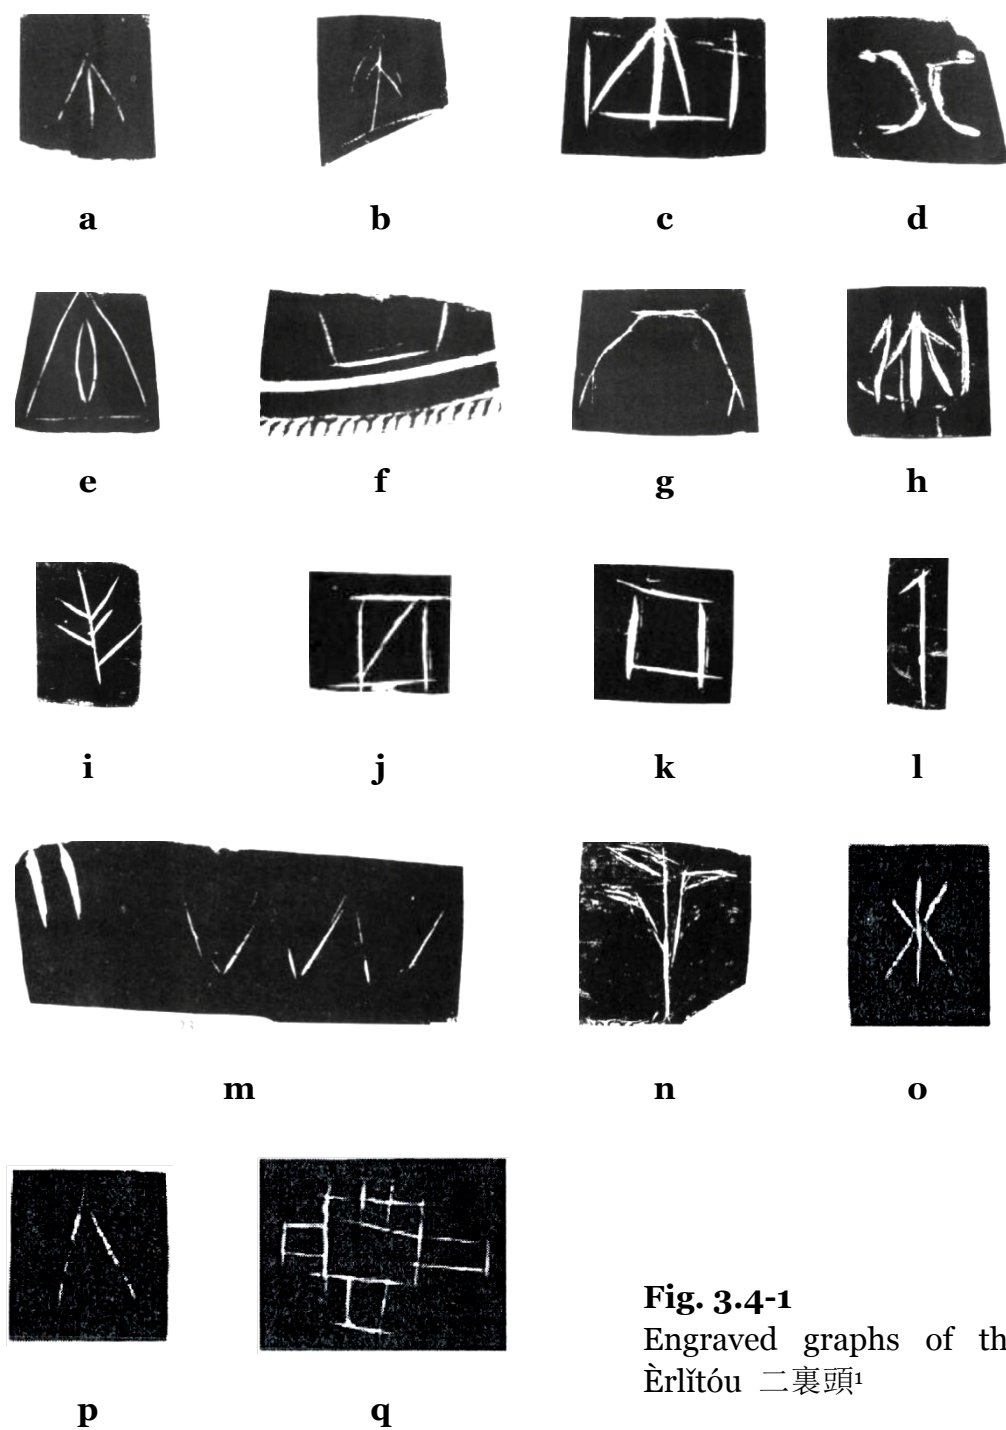 a b c d
e f g h
i j k l
m n o
p q
Fig. 3.4-1
Engraved graphs of th
Èrlǐtóu 二裏頭¹